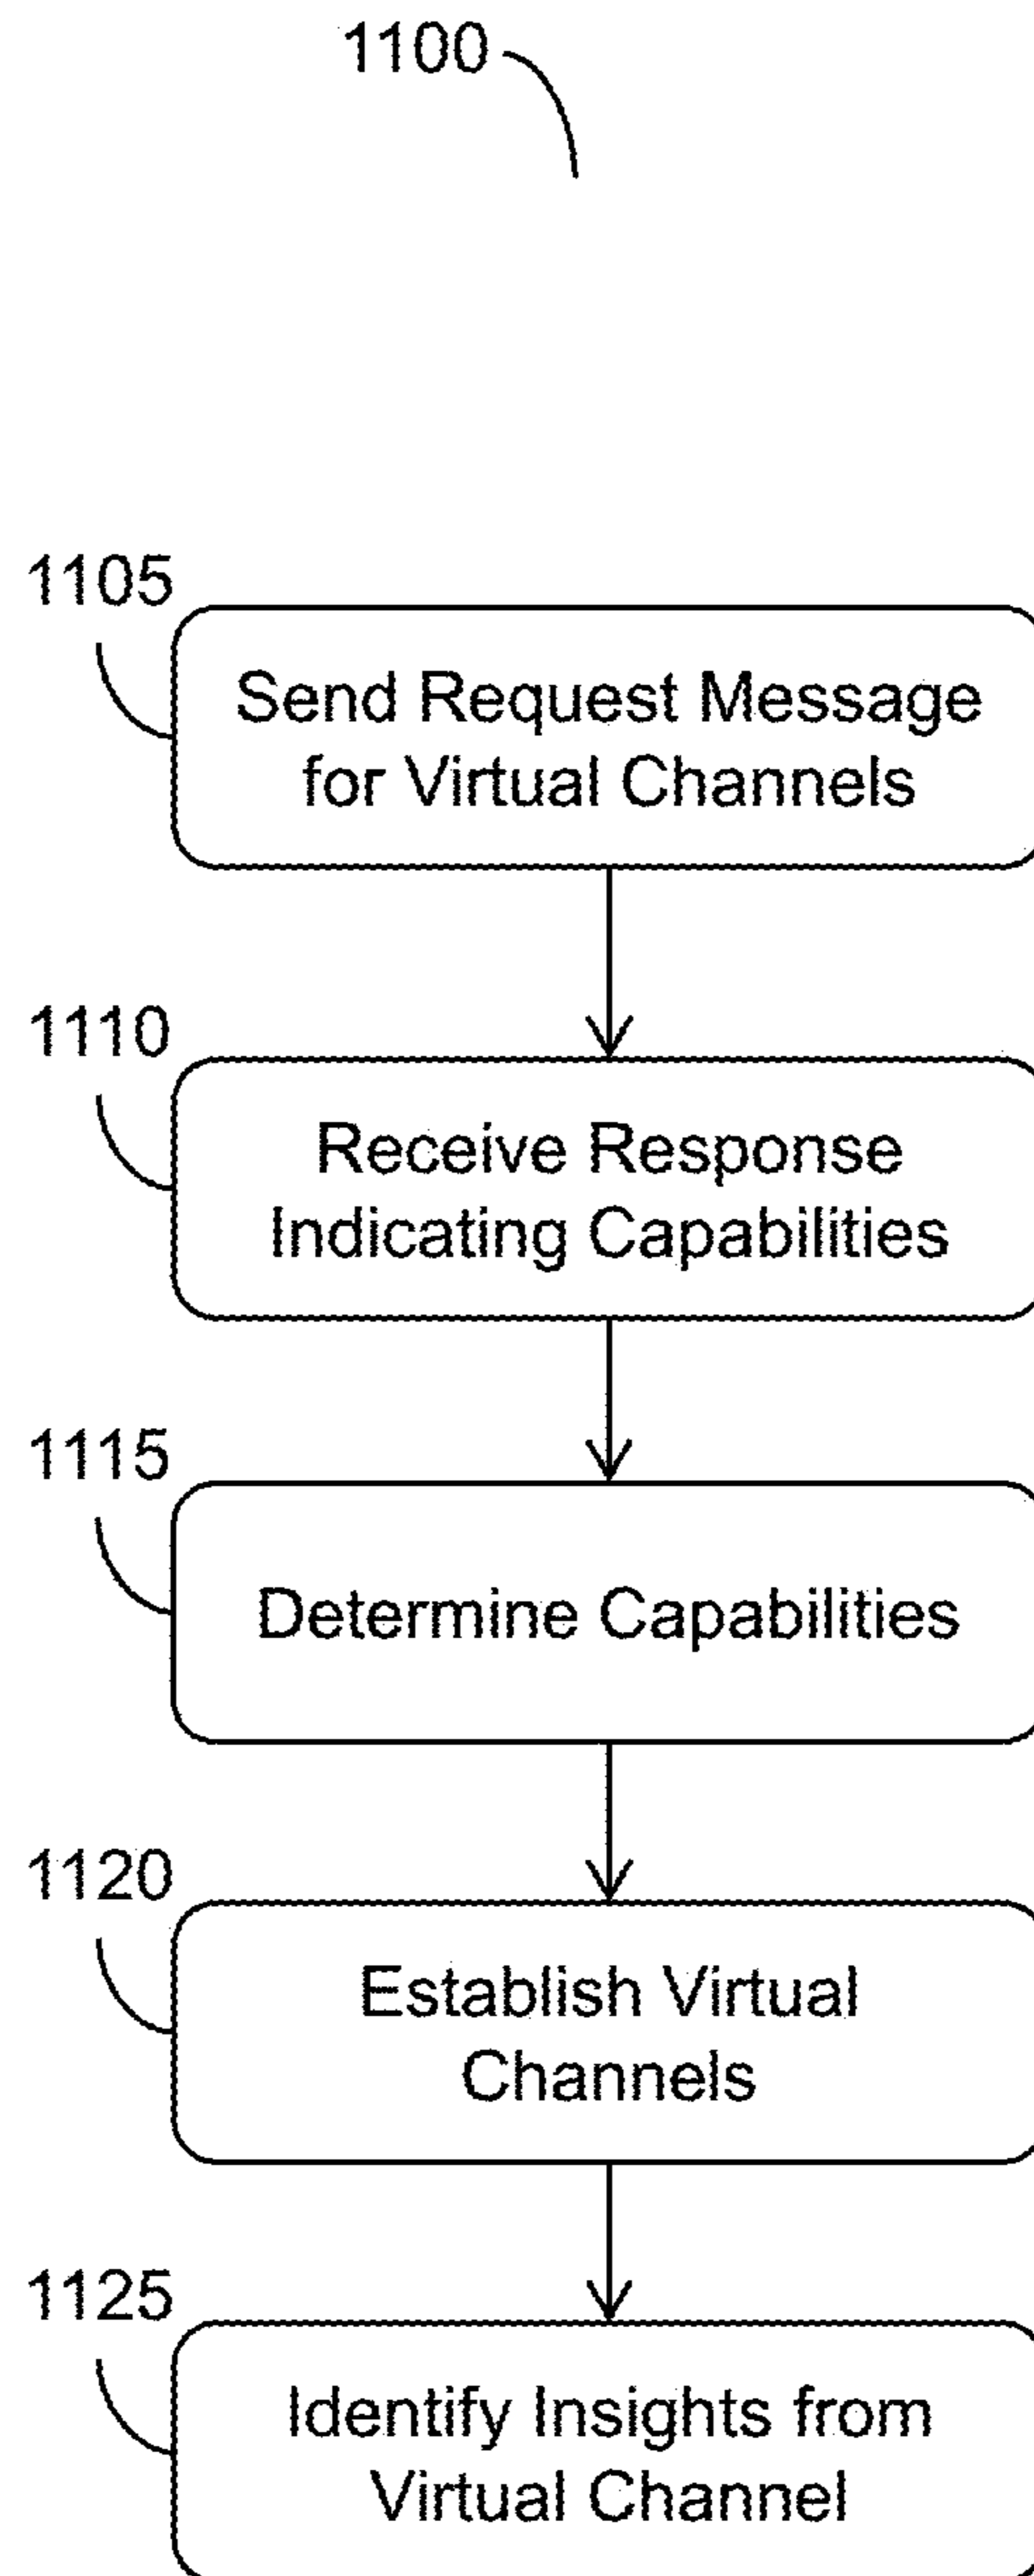 1100
1105
Send Request Message
for Virtual Channels
1110
Receive Response
Indicating Capabilities
1115
Determine Capabilities
1120
Establish Virtual
Channels
1125
Identify Insights from
Virtual Channel